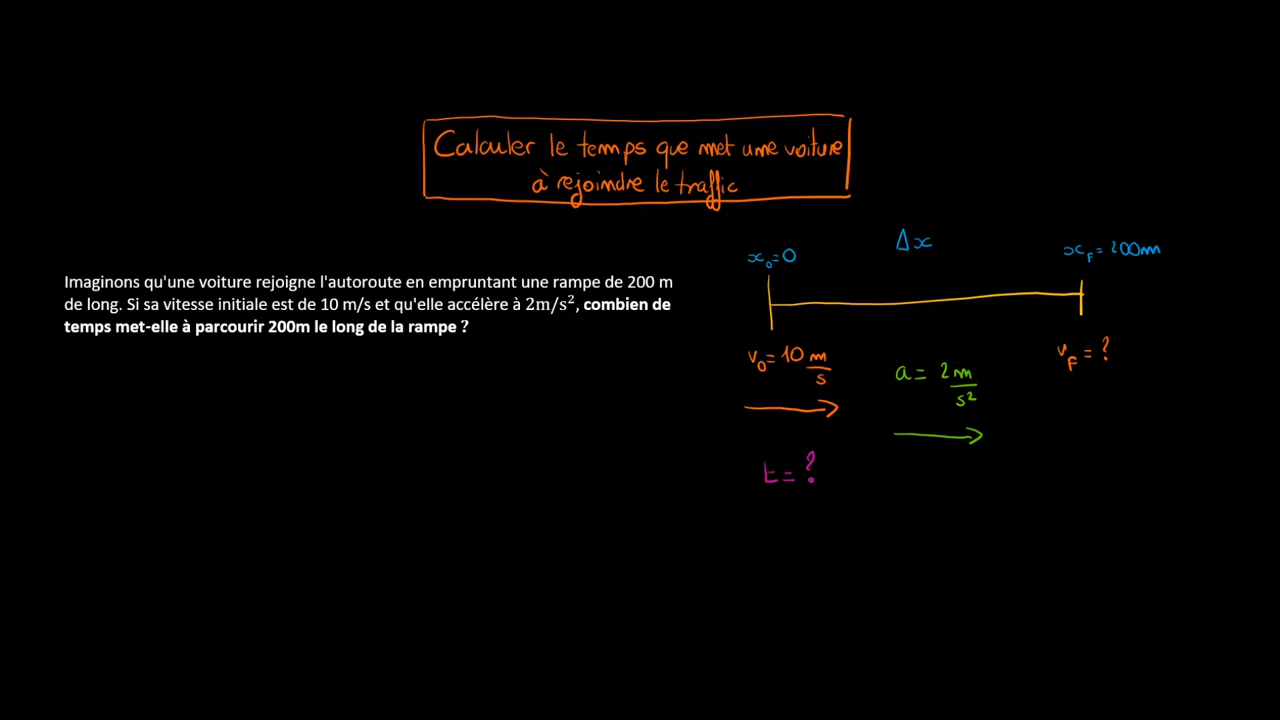 Calculer le temps que met une voiture
à rejoindre le traffic
Imaginons qu'une voiture rejoigne l'autoroute en empruntant une rampe de 200 m
de long. Si sa vitesse initiale est de 10 m/s et qu'elle accélère à 2m/s², combien de
temps met-elle à parcourir 200m le long de la rampe ?
x₀=0
Δx
x_F=200m
v₀=10 m/s
a= 2m/s²
v_F=?
t=?